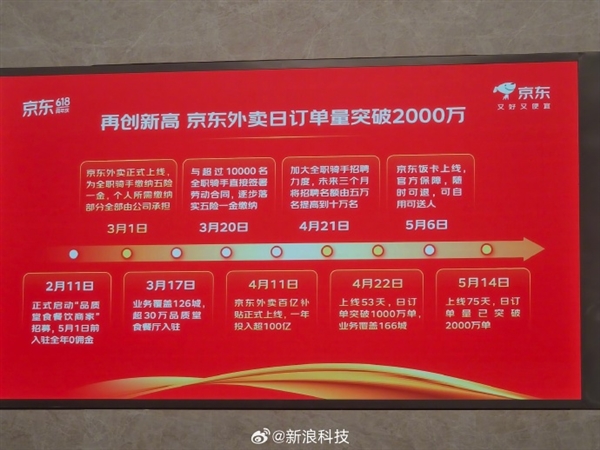 京东 618
京东
又好又便宜
再创新高 京东外卖日订单量突破2000万
京东外卖正式上线，
为全职骑手缴纳五险
一金，个人所需缴纳
部分全部由公司承担
3月1日
与超过10000名
全职骑手直接签署
劳动合同，逐步落
实五险一金缴纳
3月20日
加大全职骑手招聘
力度，未来三个月
将招聘名额由五万
名提高到十万名
4月21日
京东饭卡上线，
官方保障，随
时可退，可自
用可送人
5月6日
2月11日
正式启动“品质
堂食餐饮商家”
招募，5月1日前
入驻全年0佣金
3月17日
业务覆盖126城，
超30万品质堂
食餐厅入驻
4月11日
京东外卖百亿补
贴正式上线，一年
投入超100亿
4月22日
上线53天，日订
单突破1000万单，
业务覆盖166城
5月14日
上线75天，日订
单量已突破
2000万单
@新浪科技